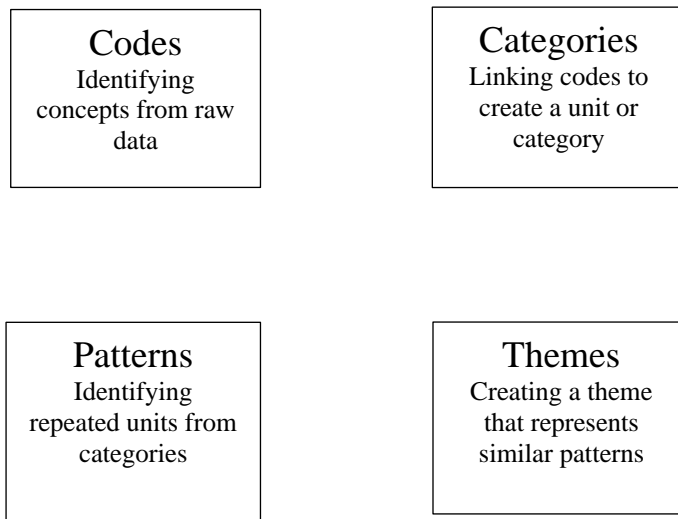 Codes
Identifying
concepts from raw
data
Categories
Linking codes to
create a unit or
category
Patterns
Identifying
repeated units from
categories
Themes
Creating a theme
that represents
similar patterns